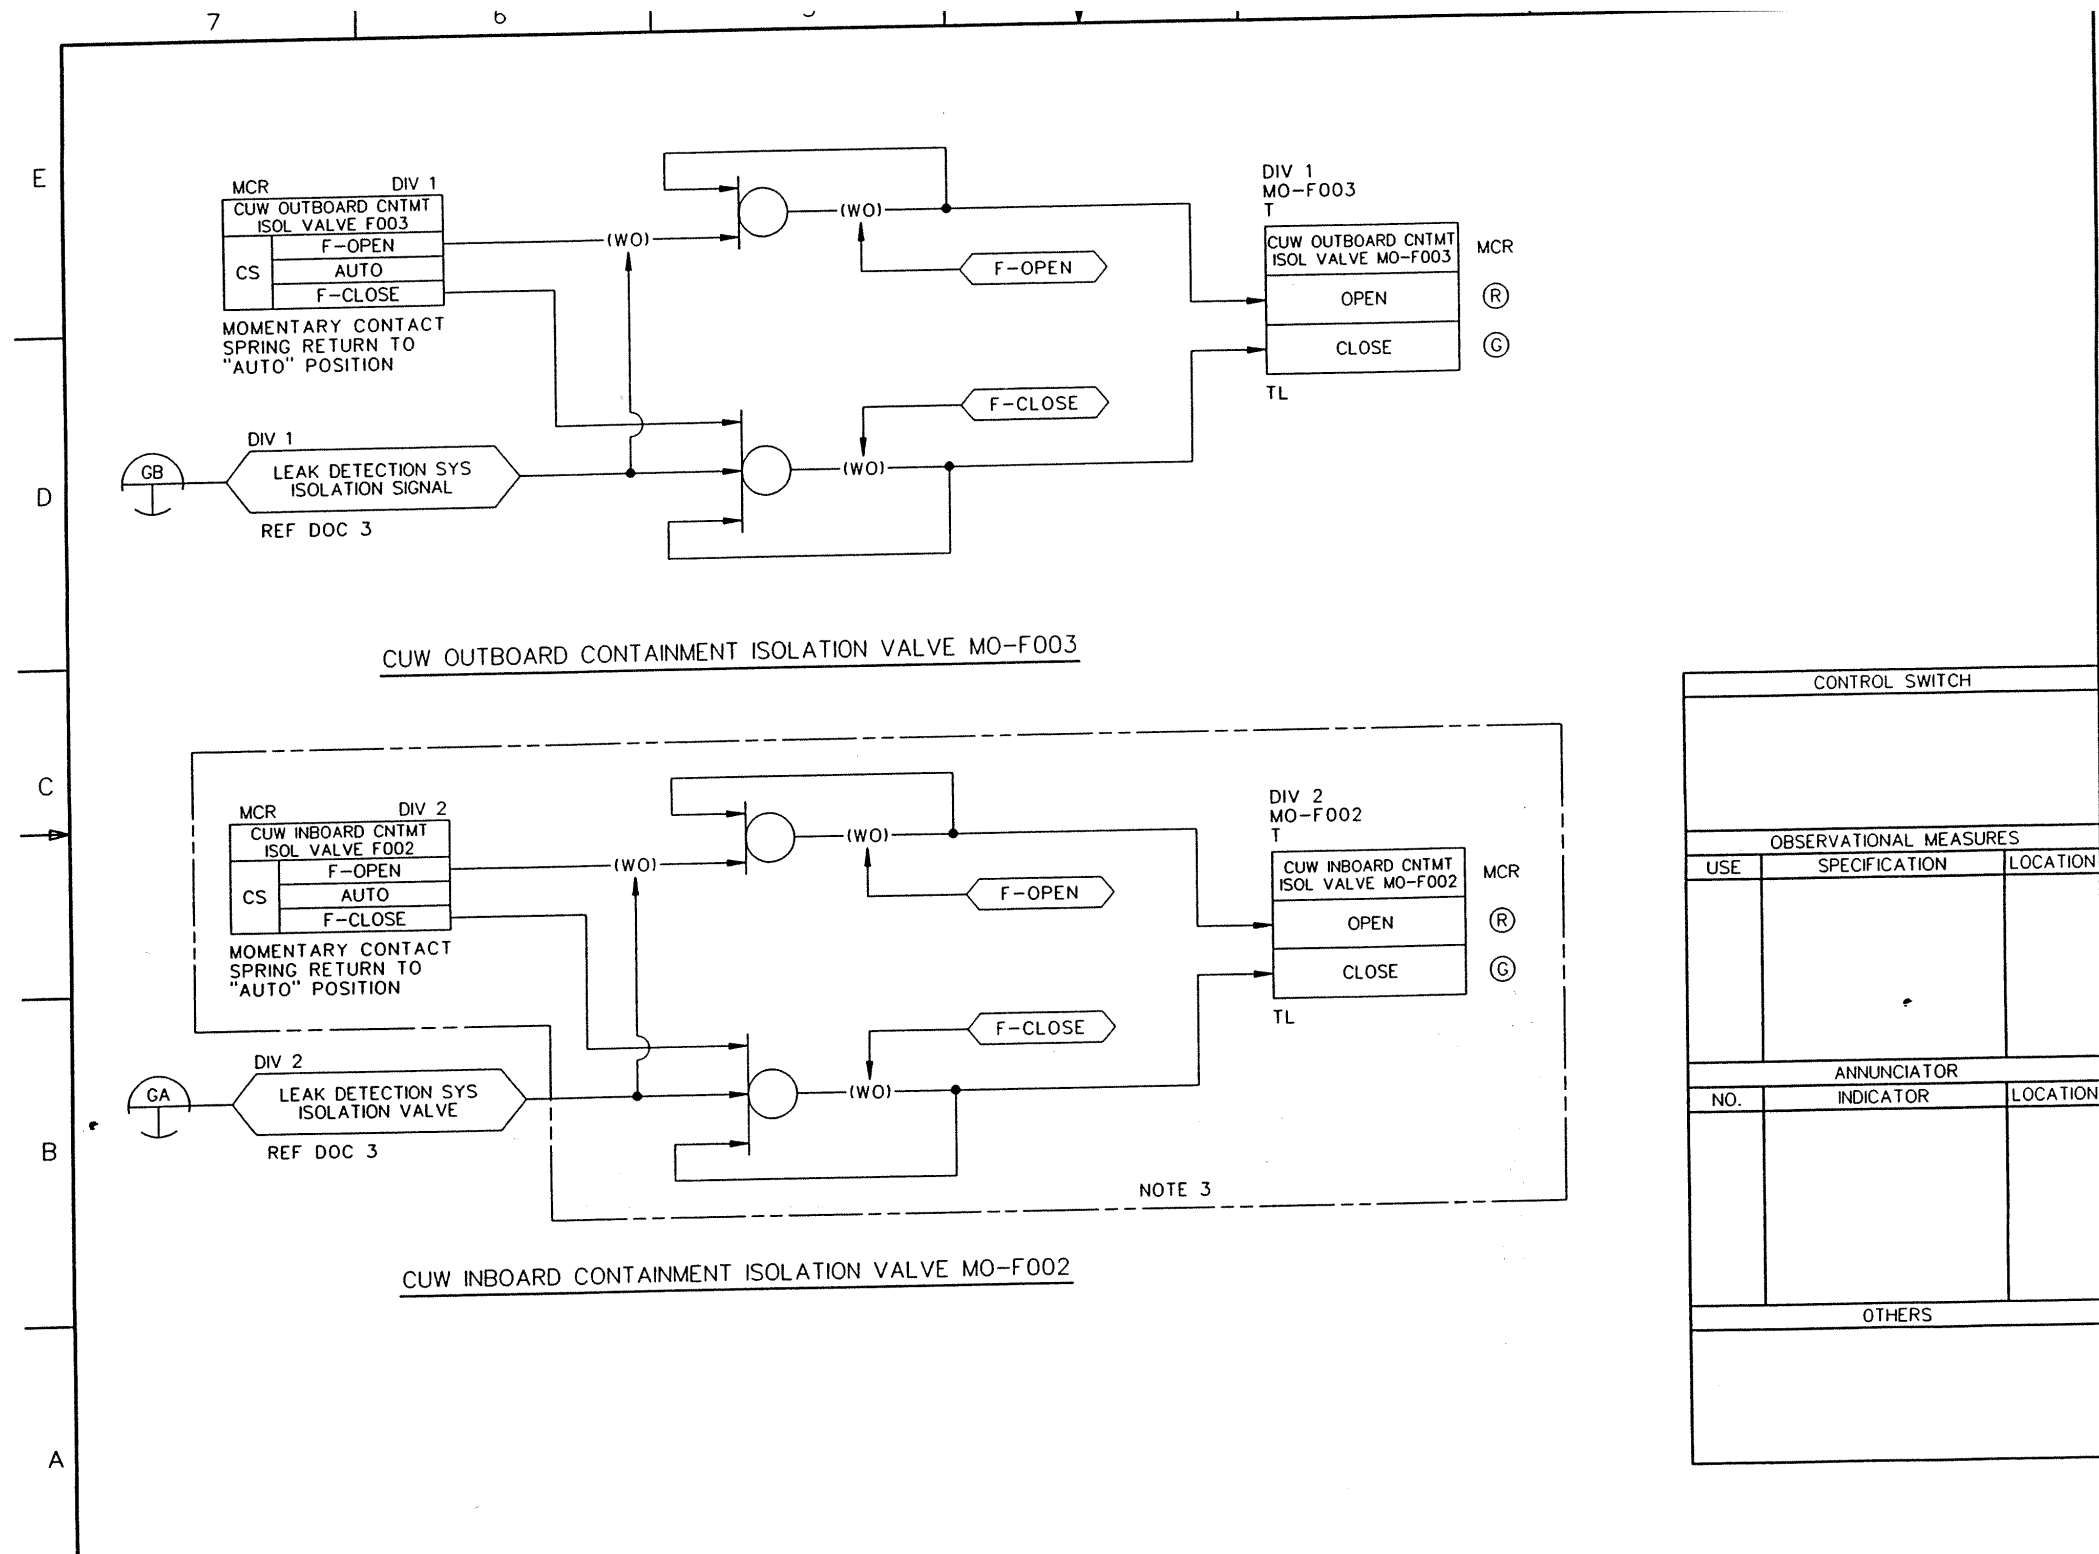 7
6
E
MCR DIV 1
CUW OUTBOARD CNTMT
ISOL VALVE F003
CS
F-OPEN
AUTO
F-CLOSE
MOMENTARY CONTACT
SPRING RETURN TO
"AUTO" POSITION
(WO)
(WO)
F-OPEN
DIV 1
MO-F003
T
CUW OUTBOARD CNTMT
ISOL VALVE MO-F003
MCR
OPEN
R
CLOSE
G
TL
F-CLOSE
(WO)
D
GB
DIV 1
LEAK DETECTION SYS
ISOLATION SIGNAL
REF DOC 3
CUW OUTBOARD CONTAINMENT ISOLATION VALVE MO-F003
C
MCR DIV 2
CUW INBOARD CNTMT
ISOL VALVE F002
CS
F-OPEN
AUTO
F-CLOSE
MOMENTARY CONTACT
SPRING RETURN TO
"AUTO" POSITION
(WO)
(WO)
F-OPEN
DIV 2
MO-F002
T
CUW INBOARD CNTMT
ISOL VALVE MO-F002
MCR
OPEN
R
CLOSE
G
TL
F-CLOSE
(WO)
B
GA
DIV 2
LEAK DETECTION SYS
ISOLATION VALVE
REF DOC 3
NOTE 3
CUW INBOARD CONTAINMENT ISOLATION VALVE MO-F002
A
CONTROL SWITCH
OBSERVATIONAL MEASURES
USE SPECIFICATION LOCATION
ANNUNCIATOR
NO. INDICATOR LOCATION
OTHERS